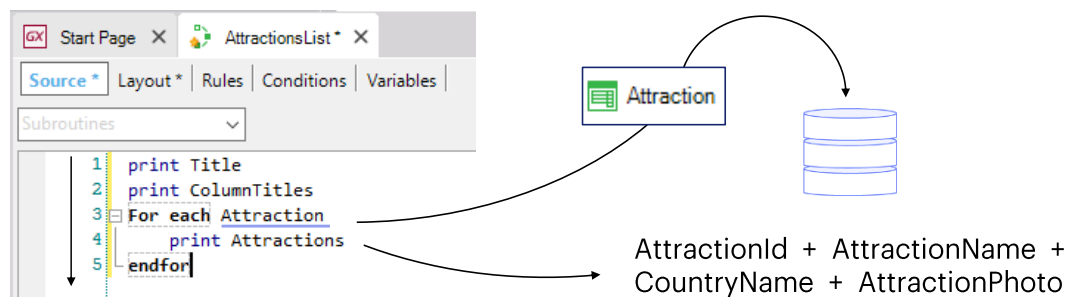 GX Start Page X AttractionsList * X
Source * Layout * Rules Conditions Variables
Subroutines
1 print Title
2 print ColumnTitles
3 For each Attraction
4 print Attractions
5 endfor
Attraction
AttractionId + AttractionName +
CountryName + AttractionPhoto